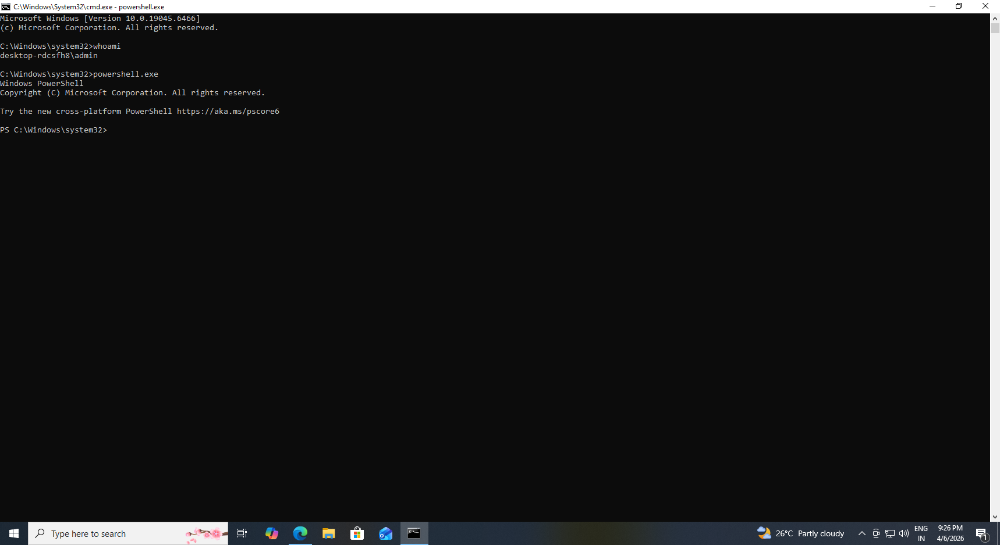 C:\Windows\System32\cmd.exe - powershell.exe
Microsoft Windows [Version 10.0.19045.6466]
(c) Microsoft Corporation. All rights reserved.
C:\Windows\system32>whoami
desktop-rdcsfh8\admin
C:\Windows\system32>powershell.exe
Windows PowerShell
Copyright (C) Microsoft Corporation. All rights reserved.
Try the new cross-platform PowerShell https://aka.ms/pscore6
PS C:\Windows\system32>
Type here to search
26°C Partly cloudy
ENG
IN
9:26 PM
4/6/2026
1